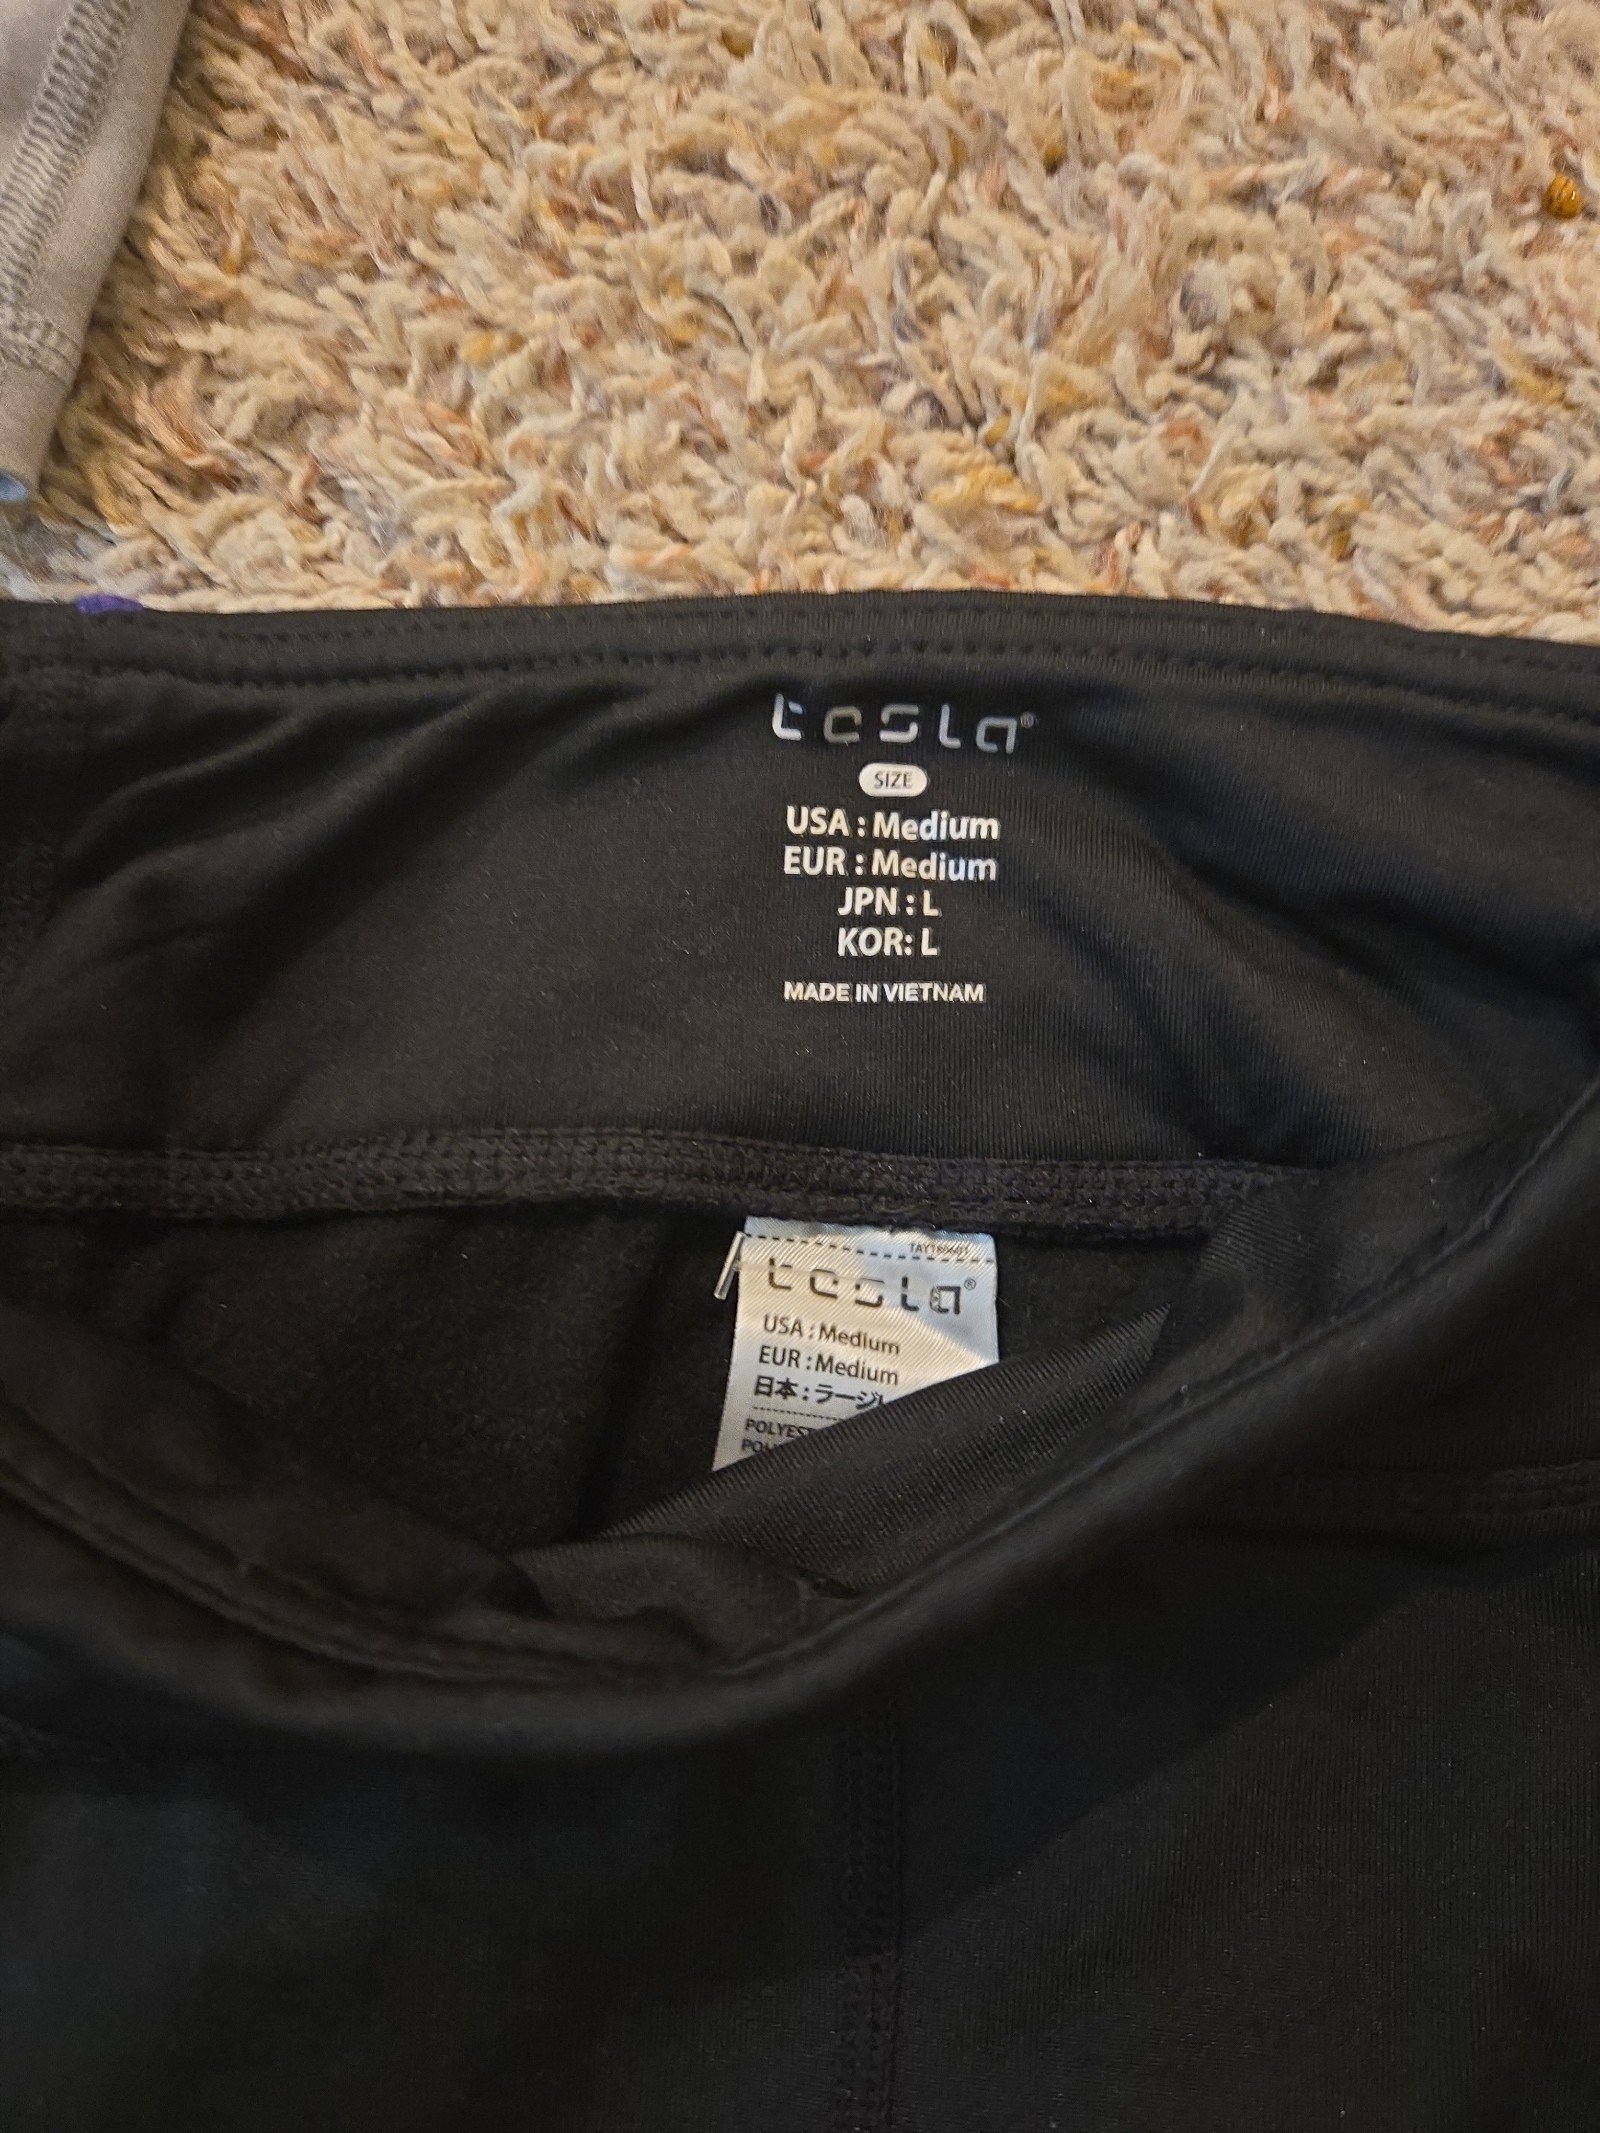 tesla®
SIZE
USA : Medium
EUR : Medium
JPN : L
KOR: L
MADE IN VIETNAM
tesla®
USA : Medium
EUR : Medium
日本 : ラージ